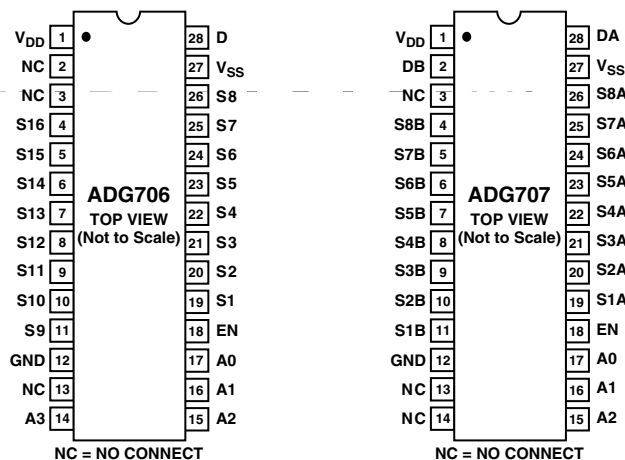 VDD 1 28 D
NC 2 27 VSS
NC 3 26 S8
S16 4 25 S7
S15 5 24 S6
S14 6 23 S5
S13 7 22 S4
S12 8 21 S3
S11 9 20 S2
S10 10 19 S1
S9 11 18 EN
GND 12 17 A0
NC 13 16 A1
A3 14 15 A2
ADG706
TOP VIEW
(Not to Scale)
NC = NO CONNECT
VDD 1 28 DA
DB 2 27 VSS
NC 3 26 S8A
S8B 4 25 S7A
S7B 5 24 S6A
S6B 6 23 S5A
S5B 7 22 S4A
S4B 8 21 S3A
S3B 9 20 S2A
S2B 10 19 S1A
S1B 11 18 EN
GND 12 17 A0
NC 13 16 A1
NC 14 15 A2
ADG707
TOP VIEW
(Not to Scale)
NC = NO CONNECT